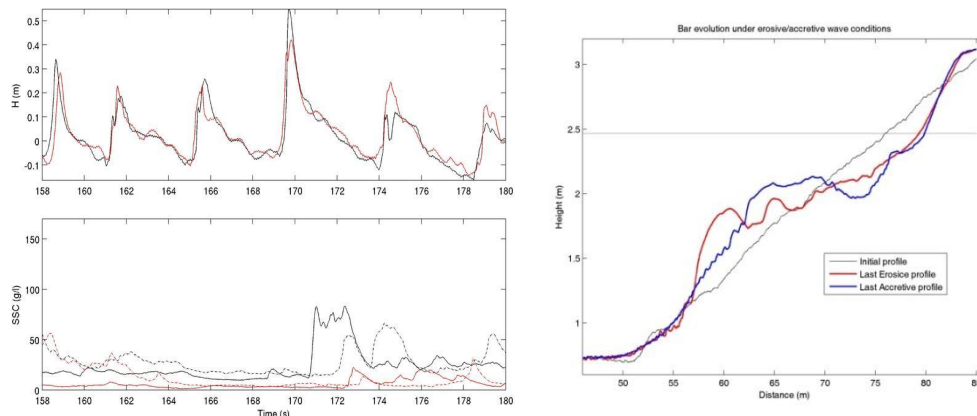 0.5
0.4
0.3
0.2
0.1
0
-0.1
H (m)
158 160 162 164 166 168 170 172 174 176 178 180
150
100
50
0
SSC (g/l)
158 160 162 164 166 168 170 172 174 176 178 180
Time (s)
Bar evolution under erosive/accretive wave conditions
3
2.5
2
1.5
1
Height (m)
Initial profile
Last Erosice profile
Last Accretive profile
50 55 60 65 70 75 80
Distance (m)